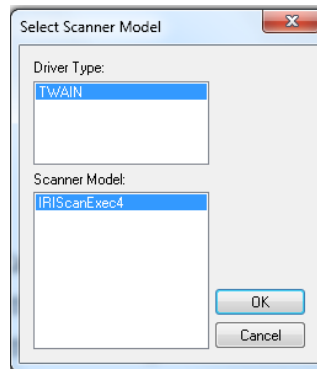 Select Scanner Model
Driver Type:
TWAIN
Scanner Model:
IRIScanExec4
OK
Cancel